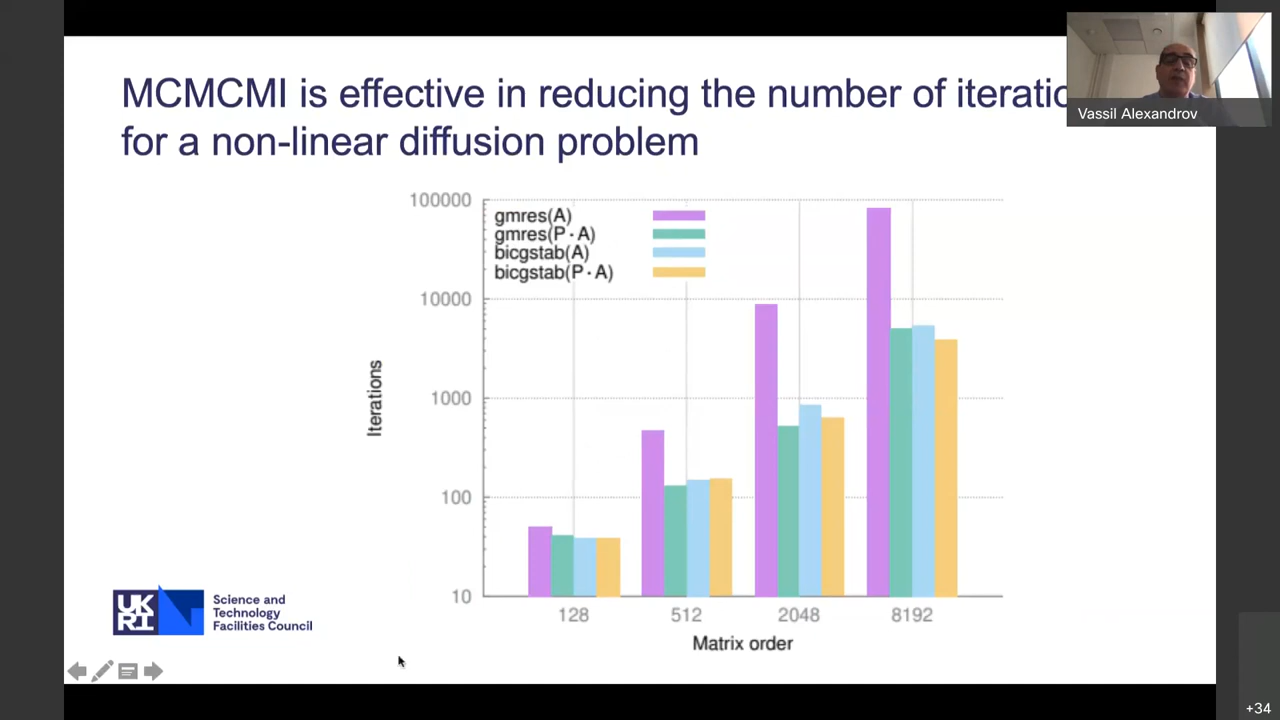 MCMCMI is effective in reducing the number of iteratio
for a non-linear diffusion problem
Vassil Alexandrov
100000
10000
1000
100
10
gmres(A)
gmres(P · A)
bicgstab(A)
bicgstab(P · A)
Iterations
128
512
2048
8192
Matrix order
UK
RI
Science and
Technology
Facilities Council
+34